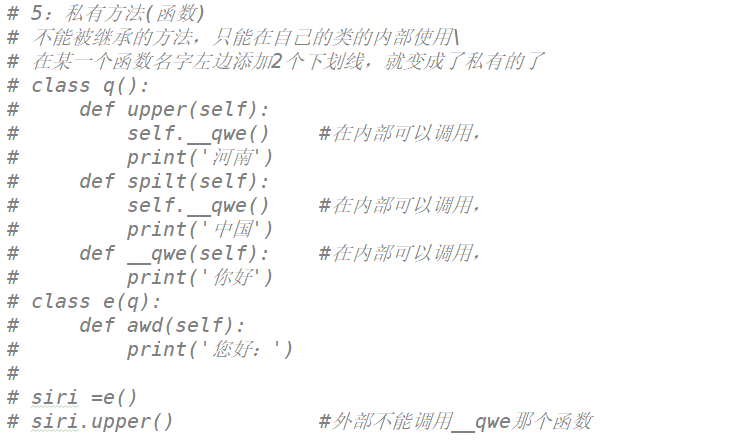 # 5：私有方法(函数)
# 不能被继承的方法，只能在自己的类的内部使用\
# 在某一个函数名字左边添加2个下划线，就变成了私有的了
# class q():
#     def upper(self):
#         self.__qwe()    #在内部可以调用，
#         print('河南')
#     def spilt(self):
#         self.__qwe()    #在内部可以调用，
#         print('中国')
#     def __qwe(self):    #在内部可以调用，
#         print('你好')
# class e(q):
#     def awd(self):
#         print('您好：')
#
# siri =e()
# siri.upper()            #外部不能调用__qwe那个函数